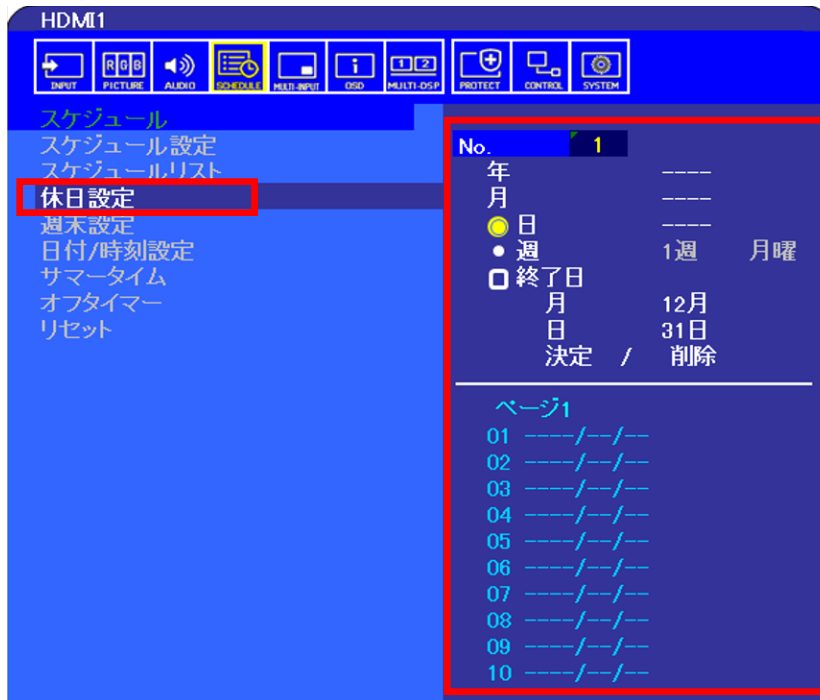 HDMI1
INPUT RGB PICTURE AUDIO SCHEDULE MULTI-INPUT i OSD 1 2 MULTI-DSP PROTECT CONTROL SYSTEM
スケジュール
スケジュール設定
スケジュールリスト
休日設定
週末設定
日付/時刻設定
サマータイム
オフタイマー
リセット
No. 1
年 ----
月 ----
日 ----
週 1週 月曜
終了日
月 12月
日 31日
決定 / 削除
ページ1
01 ----/--/--
02 ----/--/--
03 ----/--/--
04 ----/--/--
05 ----/--/--
06 ----/--/--
07 ----/--/--
08 ----/--/--
09 ----/--/--
10 ----/--/--